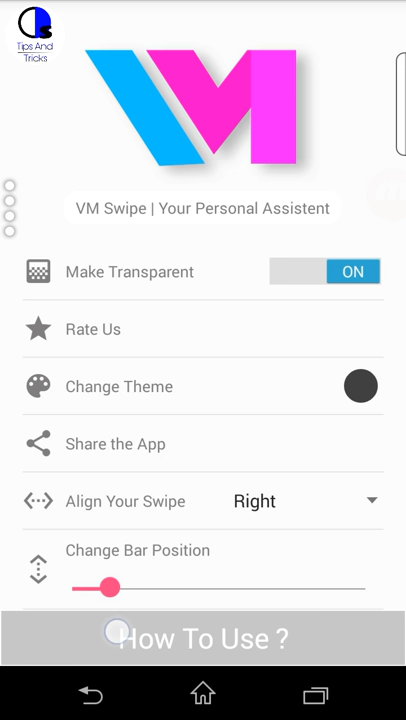 Tips And
Tricks
VM
VM Swipe | Your Personal Assistent
Make Transparent
ON
Rate Us
Change Theme
Share the App
Align Your Swipe
Right
Change Bar Position
How To Use ?